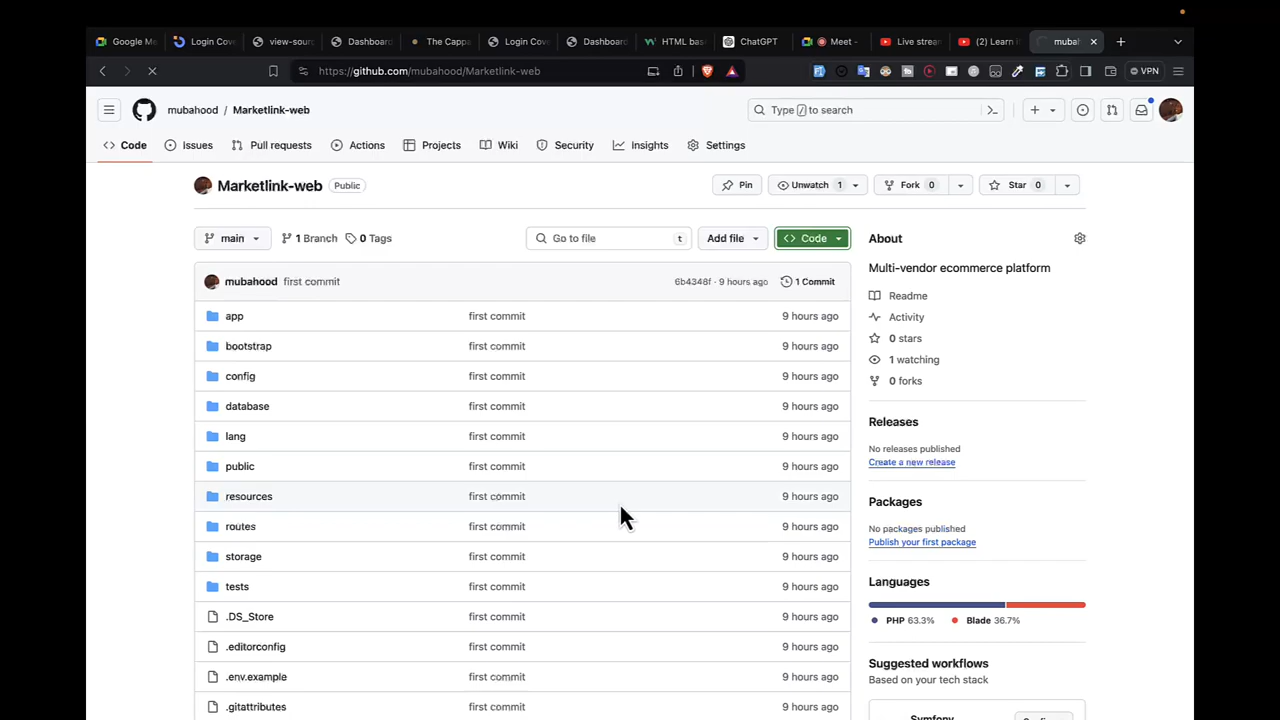 Google Me
Login Cove
view-sourc
Dashboard
The Cappa
Login Cove
Dashboard
HTML bas
ChatGPT
Meet -
Live strean
(2) Learn i
mubah
https://github.com/mubahood/Marketlink-web
VPN
mubahood / Marketlink-web
Type / to search
Code Issues Pull requests Actions Projects Wiki Security Insights Settings
Marketlink-web Public
Pin Unwatch 1 Fork 0 Star 0
main 1 Branch 0 Tags Go to file t Add file Code
mubahood first commit 6b4348f · 9 hours ago 1 Commit
app first commit 9 hours ago
bootstrap first commit 9 hours ago
config first commit 9 hours ago
database first commit 9 hours ago
lang first commit 9 hours ago
public first commit 9 hours ago
resources first commit 9 hours ago
routes first commit 9 hours ago
storage first commit 9 hours ago
tests first commit 9 hours ago
.DS_Store first commit 9 hours ago
.editorconfig first commit 9 hours ago
.env.example first commit 9 hours ago
.gitattributes first commit 9 hours ago
About
Multi-vendor ecommerce platform
Readme
Activity
0 stars
1 watching
0 forks
Releases
No releases published
Create a new release
Packages
No packages published
Publish your first package
Languages
PHP 63.3% Blade 36.7%
Suggested workflows
Based on your tech stack
Symfony